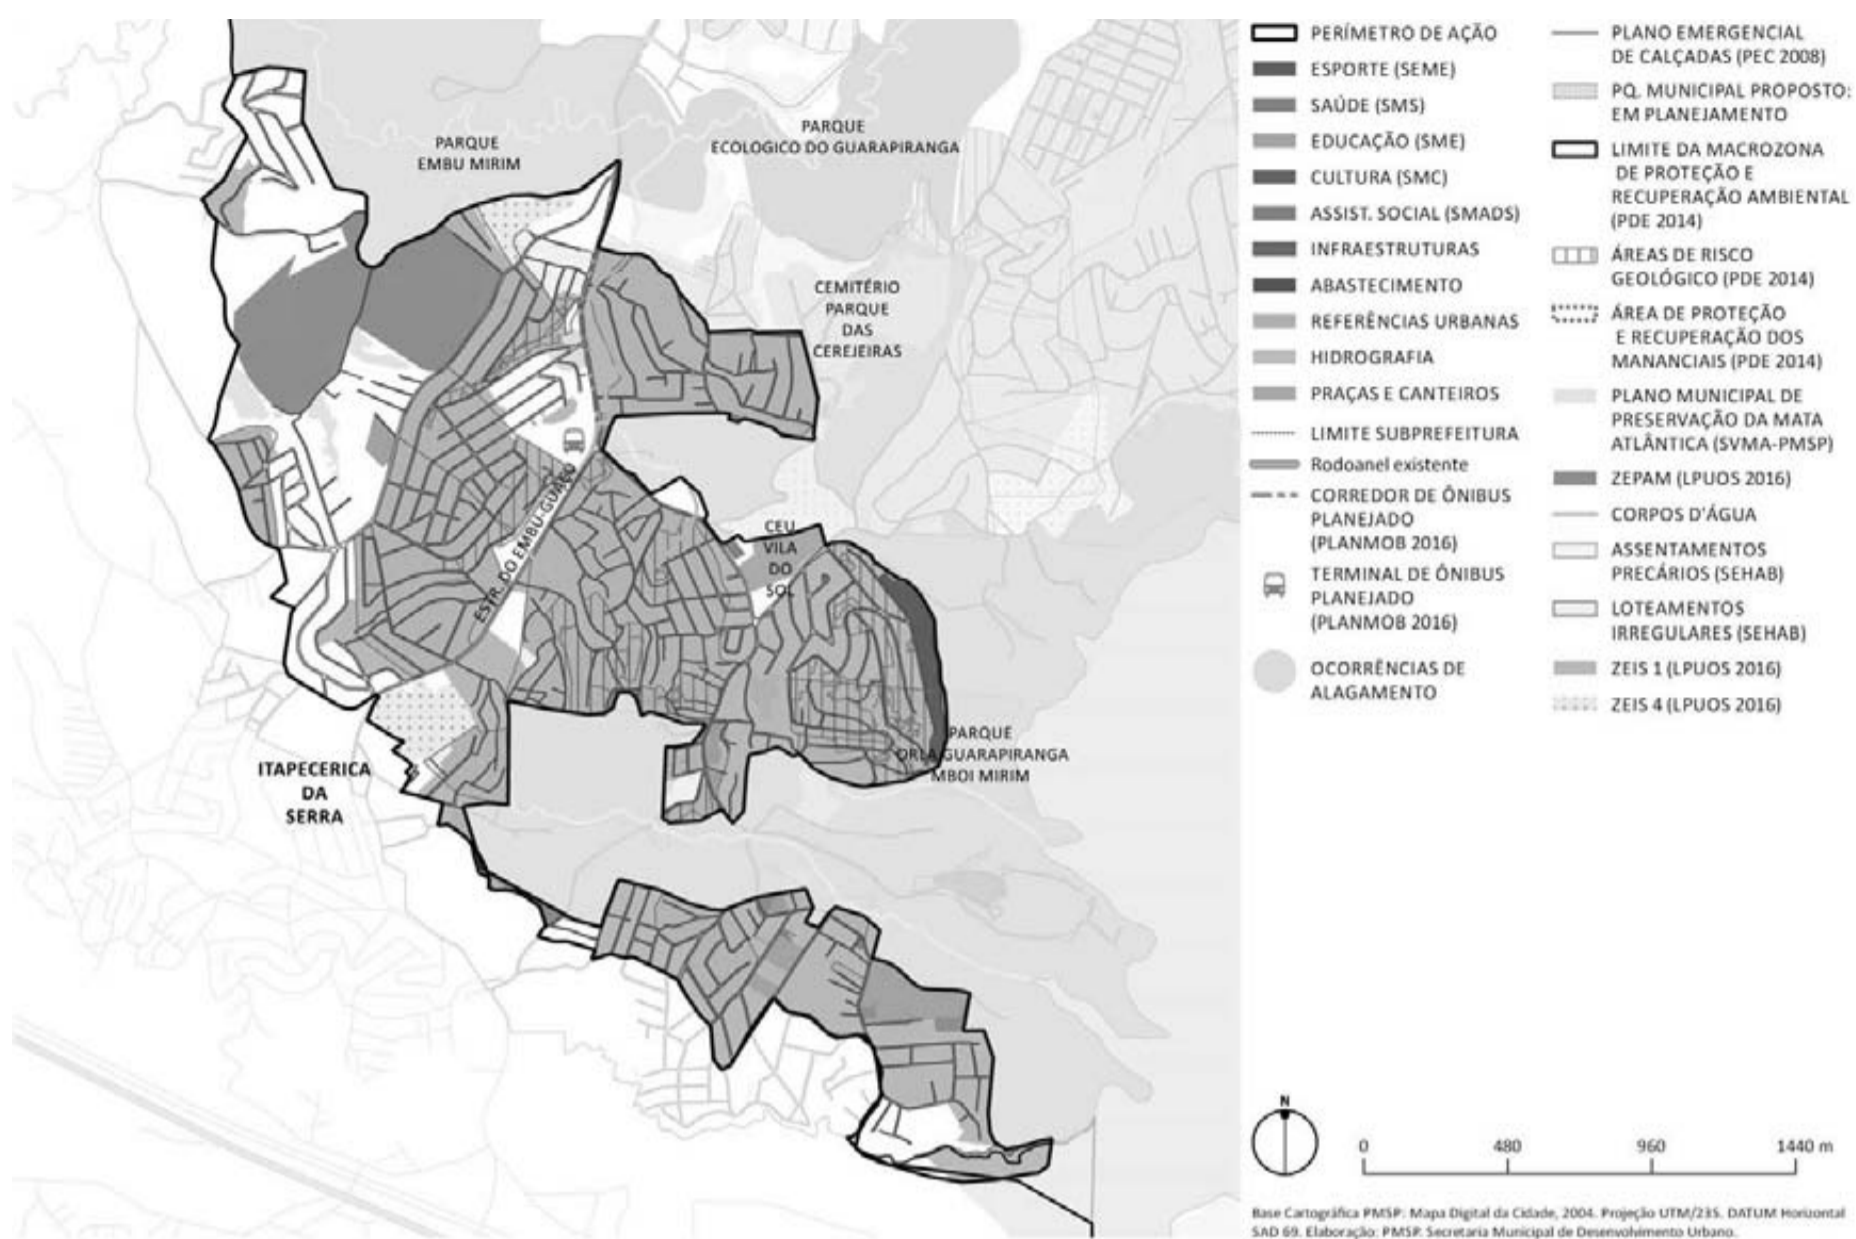 PARQUE
EMBU MIRIM
PARQUE
ECOLOGICO DO GUARAPIRANGA
CEMITÉRIO
PARQUE
DAS
CEREJEIRAS
ESTR. DO EMBU-GUAÇU
CEU
VILA
DO
SOL
PARQUE
ORLA GUARAPIRANGA
MBOI MIRIM
ITAPECERICA
DA
SERRA
PERÍMETRO DE AÇÃO
ESPORTE (SEME)
SAÚDE (SMS)
EDUCAÇÃO (SME)
CULTURA (SMC)
ASSIST. SOCIAL (SMADS)
INFRAESTRUTURAS
ABASTECIMENTO
REFERÊNCIAS URBANAS
HIDROGRAFIA
PRAÇAS E CANTEIROS
LIMITE SUBPREFEITURA
Rodoanel existente
CORREDOR DE ÔNIBUS
PLANEJADO
(PLANMOB 2016)
TERMINAL DE ÔNIBUS
PLANEJADO
(PLANMOB 2016)
OCORRÊNCIAS DE
ALAGAMENTO
PLANO EMERGENCIAL
DE CALÇADAS (PEC 2008)
PQ. MUNICIPAL PROPOSTO:
EM PLANEJAMENTO
LIMITE DA MACROZONA
DE PROTEÇÃO E
RECUPERAÇÃO AMBIENTAL
(PDE 2014)
ÁREAS DE RISCO
GEOLÓGICO (PDE 2014)
ÁREA DE PROTEÇÃO
E RECUPERAÇÃO DOS
MANANCIAIS (PDE 2014)
PLANO MUNICIPAL DE
PRESERVAÇÃO DA MATA
ATLÂNTICA (SVMA-PMSP)
ZEPAM (LPUOS 2016)
CORPOS D'ÁGUA
ASSENTAMENTOS
PRECÁRIOS (SEHAB)
LOTEAMENTOS
IRREGULARES (SEHAB)
ZEIS 1 (LPUOS 2016)
ZEIS 4 (LPUOS 2016)
N
0 480 960 1440 m
Base Cartográfica PMSP: Mapa Digital da Cidade, 2004. Projeção UTM/23S. DATUM Horizontal
SAD 69. Elaboração: PMSP. Secretaria Municipal de Desenvolvimento Urbano.